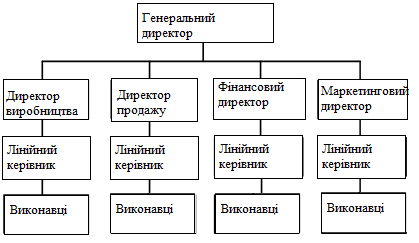 Генеральний
директор
Директор
виробництва
Директор
продажу
Фінансовий
директор
Маркетинговий
директор
Лінійний
керівник
Лінійний
керівник
Лінійний
керівник
Лінійний
керівник
Виконавці
Виконавці
Виконавці
Виконавці